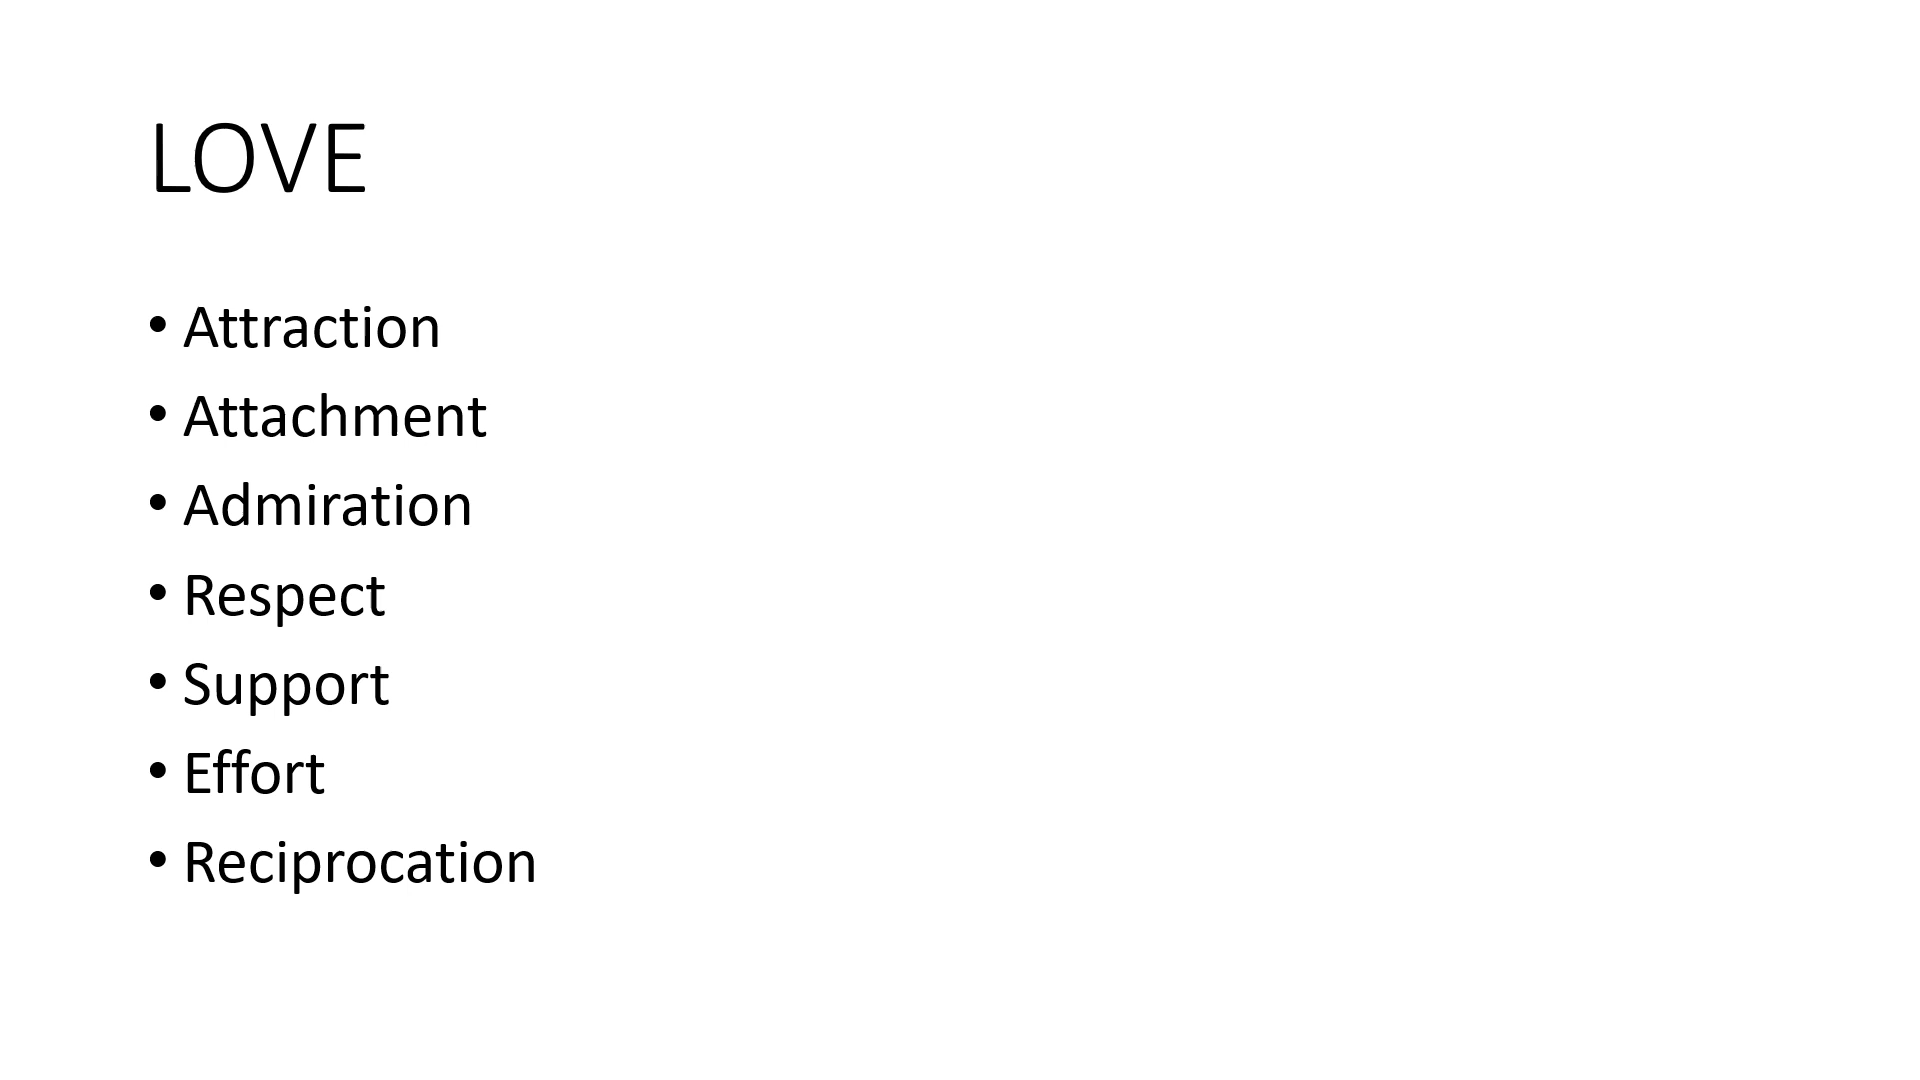 LOVE
• Attraction
• Attachment
• Admiration
• Respect
• Support
• Effort
• Reciprocation